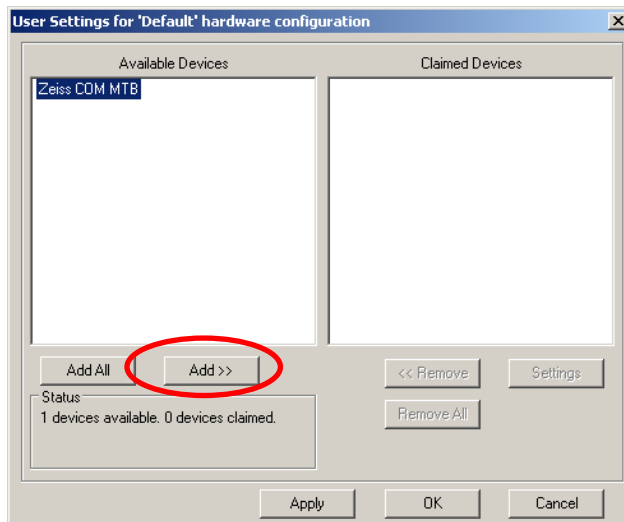 User Settings for 'Default' hardware configuration
Available Devices
Claimed Devices
Zeiss COM MTB
Add All
Add >>
<< Remove
Settings
Status
1 devices available. 0 devices claimed.
Remove All
Apply
OK
Cancel